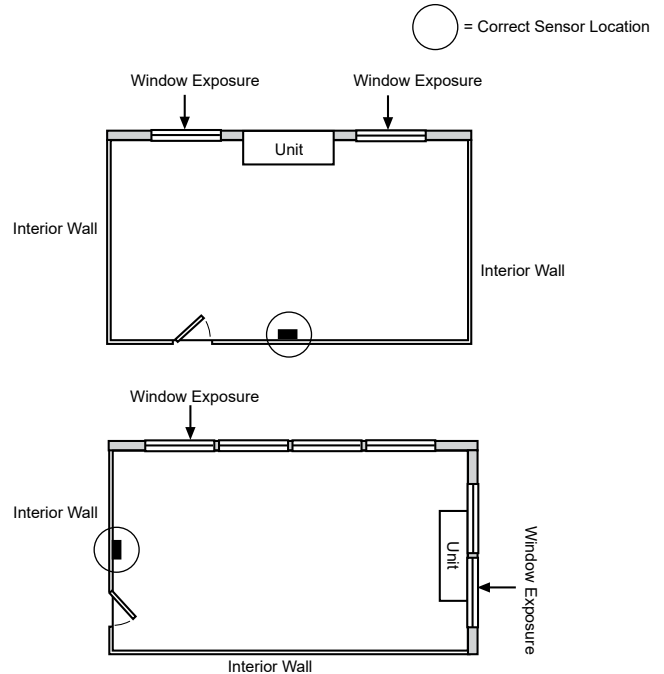 = Correct Sensor Location
Window Exposure
Window Exposure
Unit
Interior Wall
Interior Wall
Window Exposure
Interior Wall
Unit
Window Exposure
Interior Wall